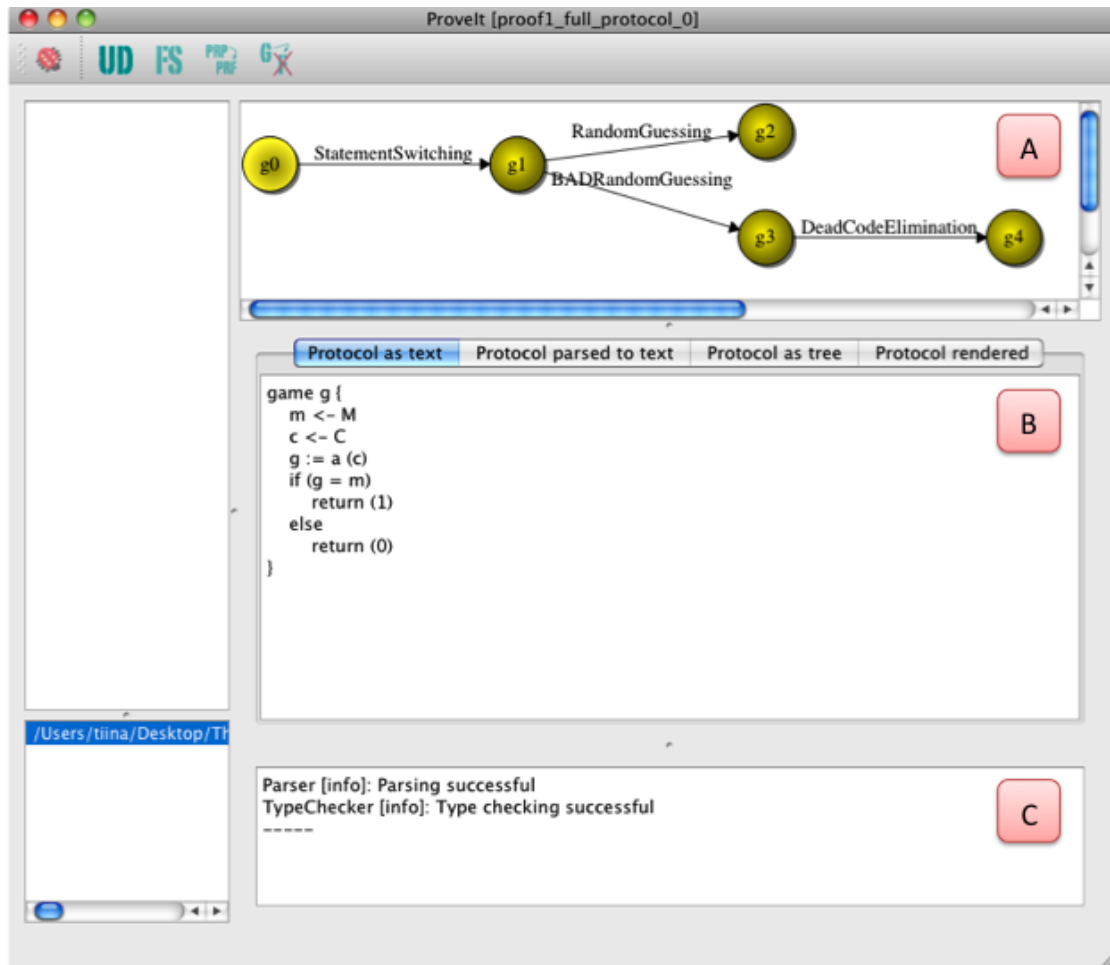 ProveIt [proof1_full_protocol_0]
UD FS PRP PRF G
g0 StatementSwitching g1 RandomGuessing g2
BADRandomGuessing
g3 DeadCodeElimination g4
A
Protocol as text Protocol parsed to text Protocol as tree Protocol rendered
game g {
m <- M
c <- C
g := a (c)
if (g = m)
return (1)
else
return (0)
}
B
/Users/tiina/Desktop/Th
Parser [info]: Parsing successful
TypeChecker [info]: Type checking successful
-----
C